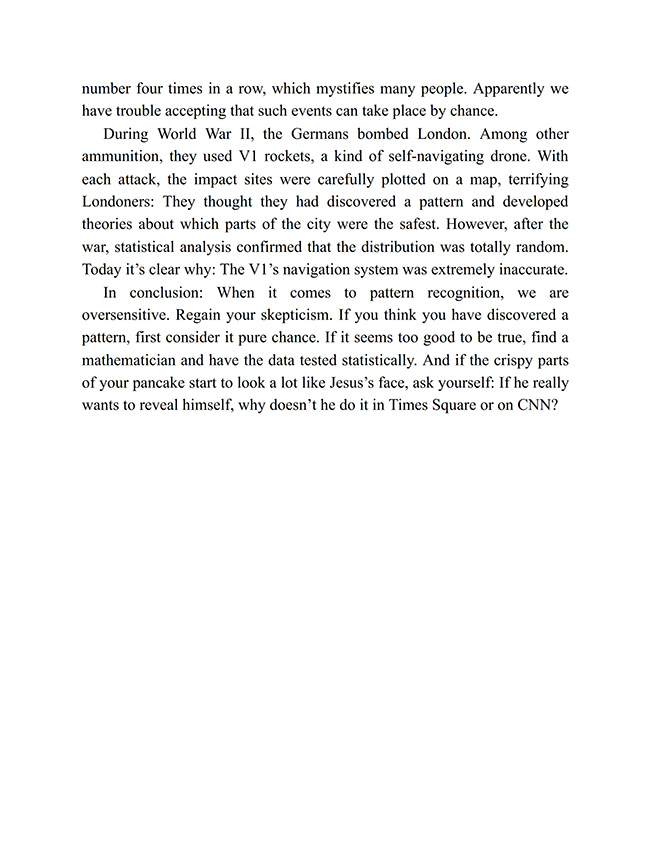 number four times in a row, which mystifies many people. Apparently we
have trouble accepting that such events can take place by chance.
During World War II, the Germans bombed London. Among other
ammunition, they used V1 rockets, a kind of self-navigating drone. With
each attack, the impact sites were carefully plotted on a map, terrifying
Londoners: They thought they had discovered a pattern and developed
theories about which parts of the city were the safest. However, after the
war, statistical analysis confirmed that the distribution was totally random.
Today it’s clear why: The V1’s navigation system was extremely inaccurate.
In conclusion: When it comes to pattern recognition, we are
oversensitive. Regain your skepticism. If you think you have discovered a
pattern, first consider it pure chance. If it seems too good to be true, find a
mathematician and have the data tested statistically. And if the crispy parts
of your pancake start to look a lot like Jesus’s face, ask yourself: If he really
wants to reveal himself, why doesn’t he do it in Times Square or on CNN?